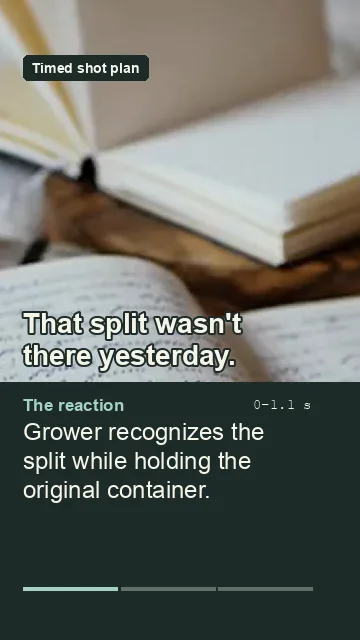 Timed shot plan
That split wasn't
there yesterday.
The reaction
0–1.1 s
Grower recognizes the
split while holding the
original container.